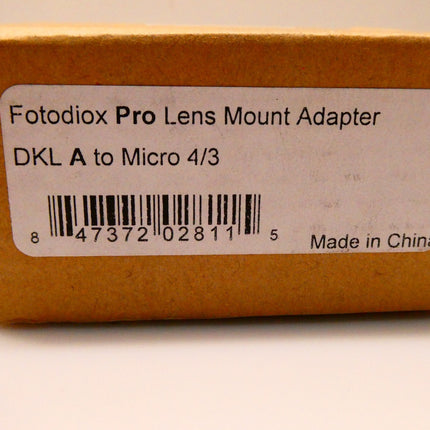 Fotodiox Pro Lens Mount Adapter
DKL A to Micro 4/3
8 47372 02811 5
Made in China